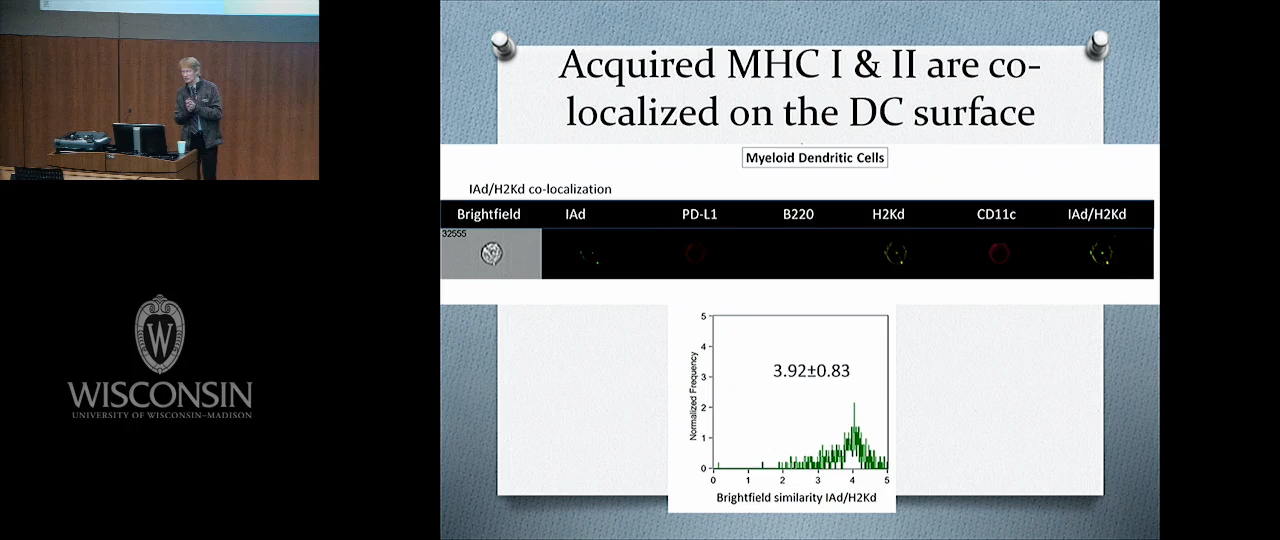 Acquired MHC I & II are co-
localized on the DC surface
Myeloid Dendritic Cells
IAd/H2Kd co-localization
Brightfield IAd PD-L1 B220 H2Kd CD11c IAd/H2Kd
32555
5
4
3
2
1
0
Normalized Frequency
3.92±0.83
0 1 2 3 4 5
Brightfield similarity IAd/H2Kd
W
WISCONSIN
UNIVERSITY OF WISCONSIN–MADISON